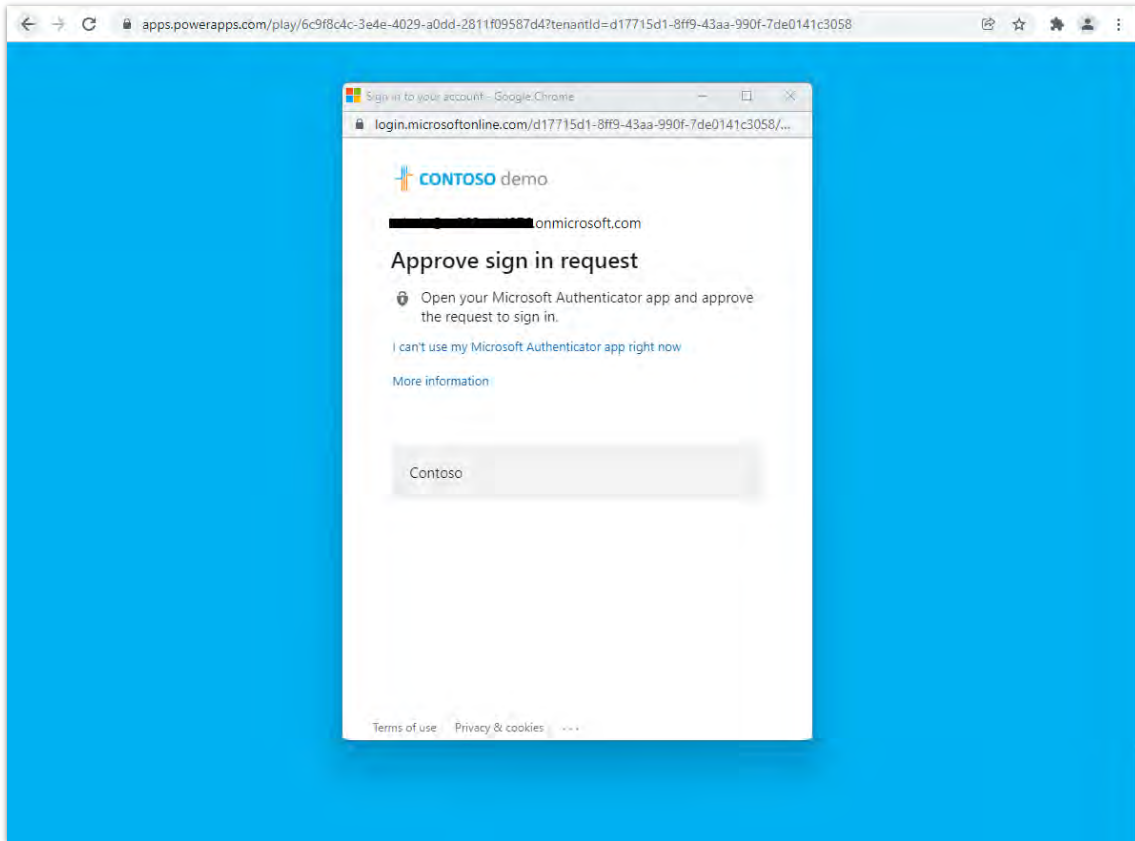 apps.powerapps.com/play/6c9f8c4c-3e4e-4029-a0dd-2811f09587d4?tenantId=d17715d1-8ff9-43aa-990f-7de0141c3058
Sign in to your account - Google Chrome
login.microsoftonline.com/d17715d1-8ff9-43aa-990f-7de0141c3058/...
CONTOSO demo
.onmicrosoft.com
Approve sign in request
Open your Microsoft Authenticator app and approve
the request to sign in.
I can't use my Microsoft Authenticator app right now
More information
Contoso
Terms of use Privacy & cookies ...